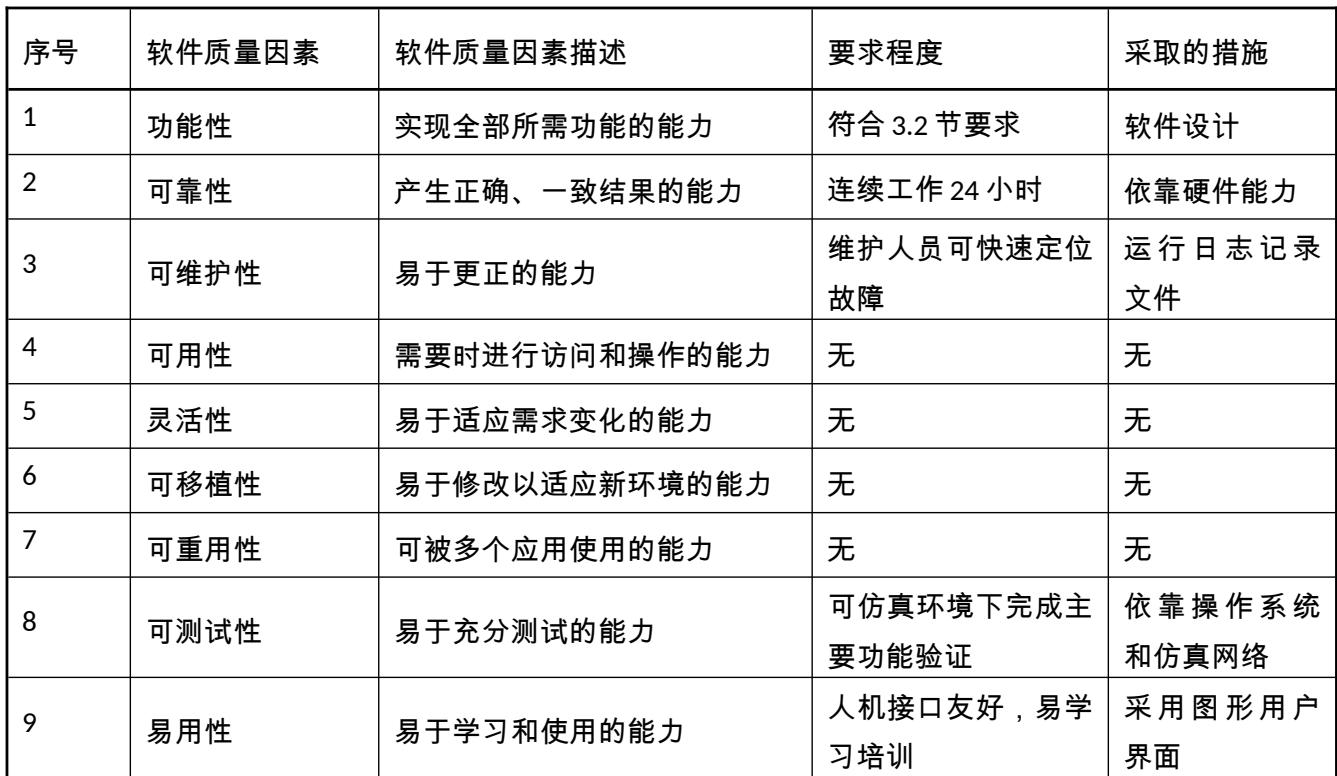 序号 软件质量因素 软件质量因素描述 要求程度 采取的措施
1 功能性 实现全部所需功能的能力 符合 3.2 节要求 软件设计
2 可靠性 产生正确、一致结果的能力 连续工作 24 小时 依靠硬件能力
3 可维护性 易于更正的能力 维护人员可快速定位 运行日志记录
故障 文件
4 可用性 需要时进行访问和操作的能力 无 无
5 灵活性 易于适应需求变化的能力 无 无
6 可移植性 易于修改以适应新环境的能力 无 无
7 可重用性 可被多个应用使用的能力 无 无
8 可测试性 易于充分测试的能力 可仿真环境下完成主 依靠操作系统
要功能验证 和仿真网络
9 易用性 易于学习和使用的能力 人机接口友好，易学 采用图形用户
习培训 界面